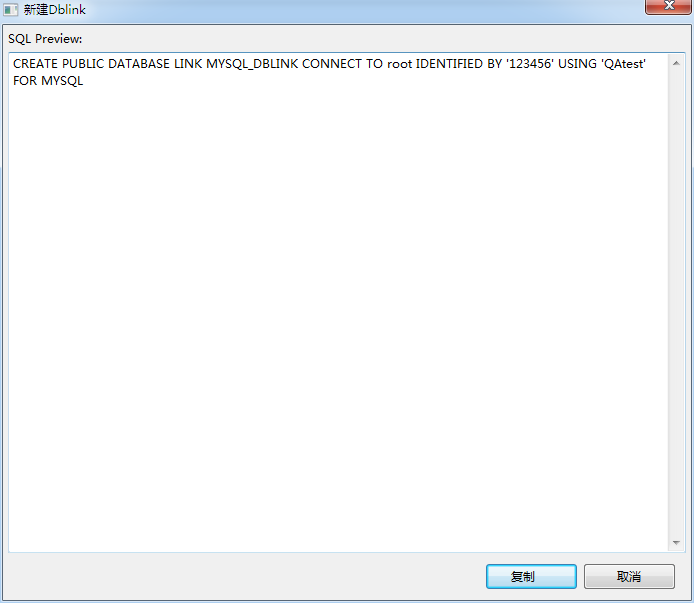 新建Dblink
SQL Preview:
CREATE PUBLIC DATABASE LINK MYSQL_DBLINK CONNECT TO root IDENTIFIED BY '123456' USING 'QAtest'
FOR MYSQL
复制
取消